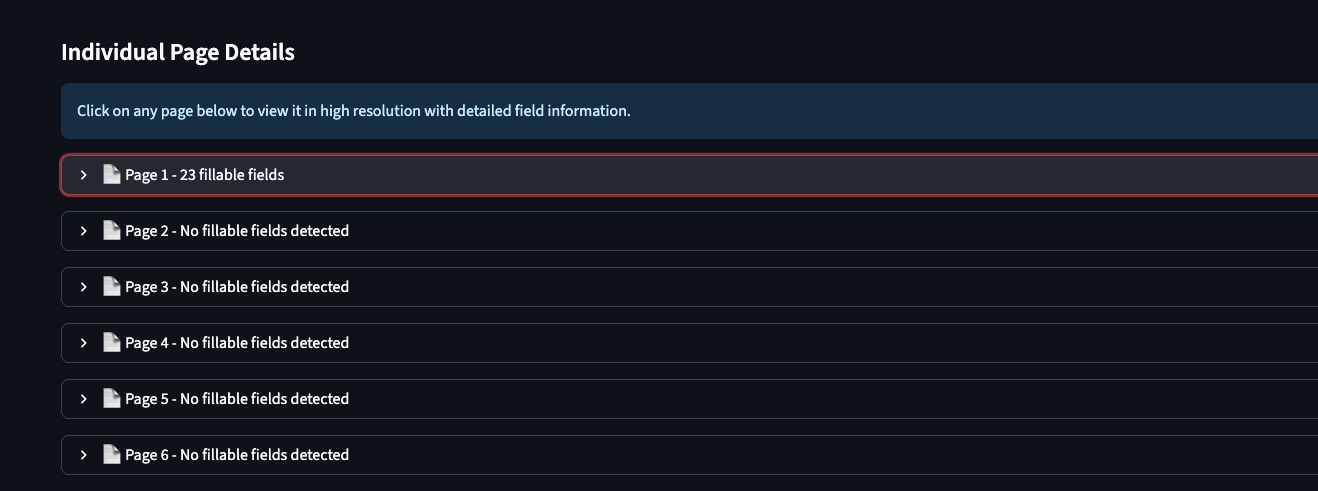 Individual Page Details
Click on any page below to view it in high resolution with detailed field information.
Page 1 - 23 fillable fields
Page 2 - No fillable fields detected
Page 3 - No fillable fields detected
Page 4 - No fillable fields detected
Page 5 - No fillable fields detected
Page 6 - No fillable fields detected